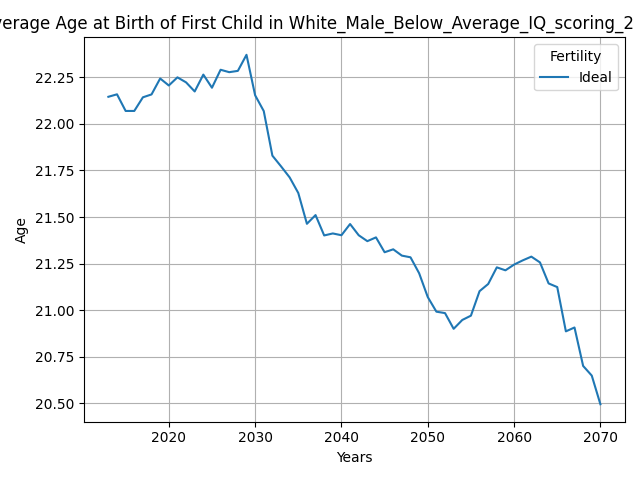 verage Age at Birth of First Child in White_Male_Below_Average_IQ_scoring_2
Fertility
Ideal
22.25
22.00
21.75
21.50
21.25
21.00
20.75
20.50
Age
2020 2030 2040 2050 2060 2070
Years